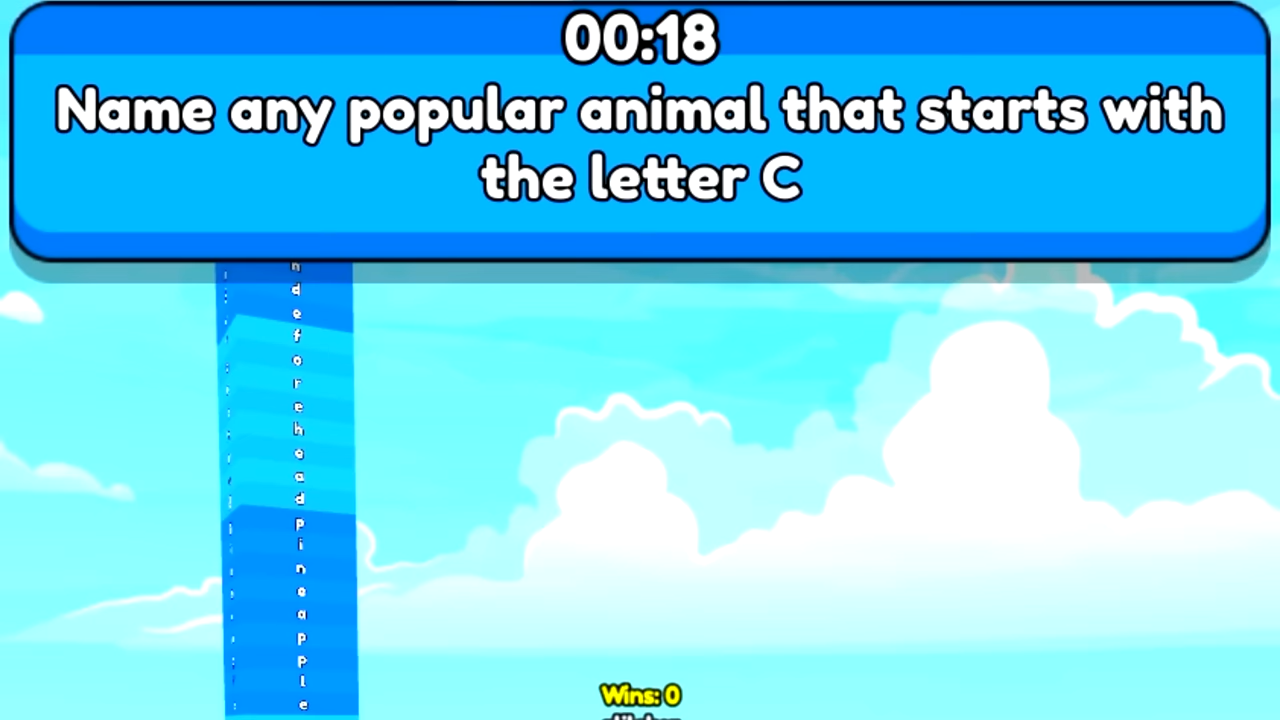 00:18
Name any popular animal that starts with
the letter C
n
d
e
f
o
r
e
h
e
a
d
p
i
n
e
a
p
p
l
e
Wins: 0